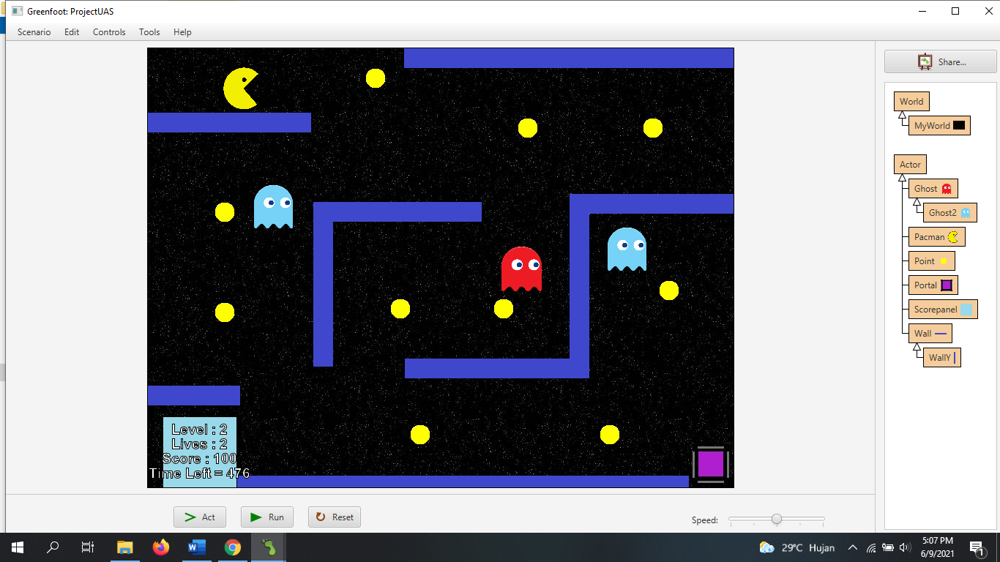 Greenfoot: ProjectUAS
Scenario Edit Controls Tools Help
Share...
World
MyWorld
Actor
Ghost
Ghost2
Pacman
Point
Portal
Scorepanel
Wall
WallY
Level : 2
Lives : 2
Score : 100
Time Left = 476
Act Run Reset Speed:
29°C Hujan
5:07 PM
6/9/2021
1